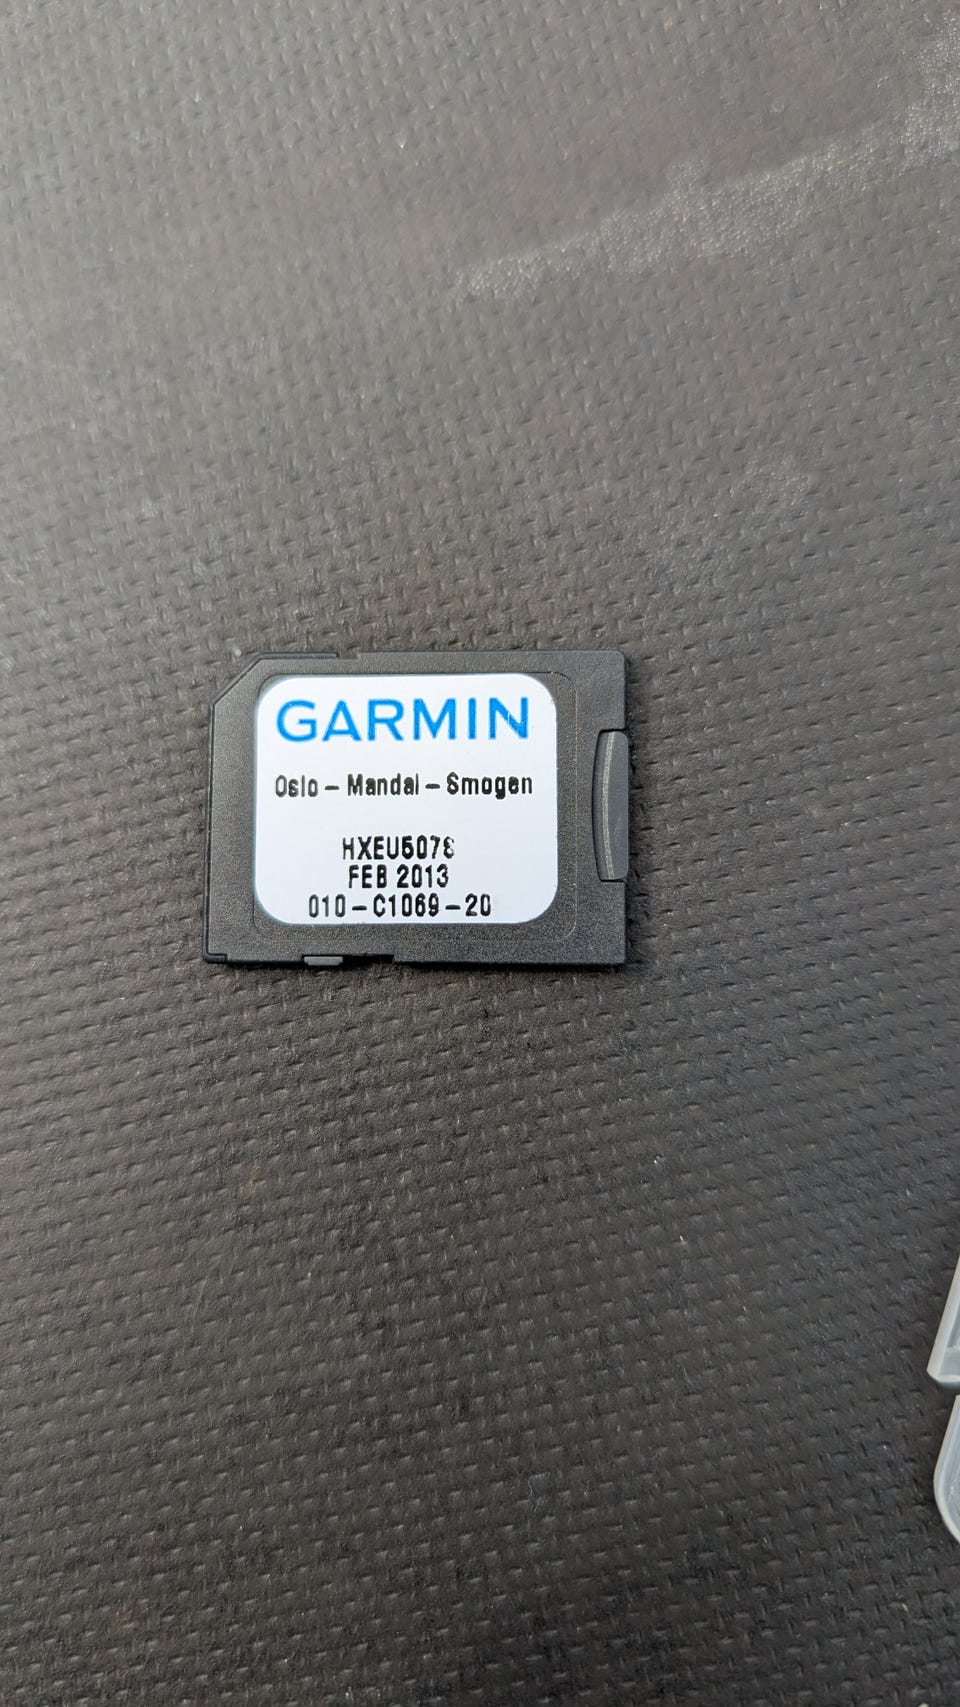 GARMIN
Oslo - Mandal - Smogen
HXEU507S
FEB 2013
010-C1069-20